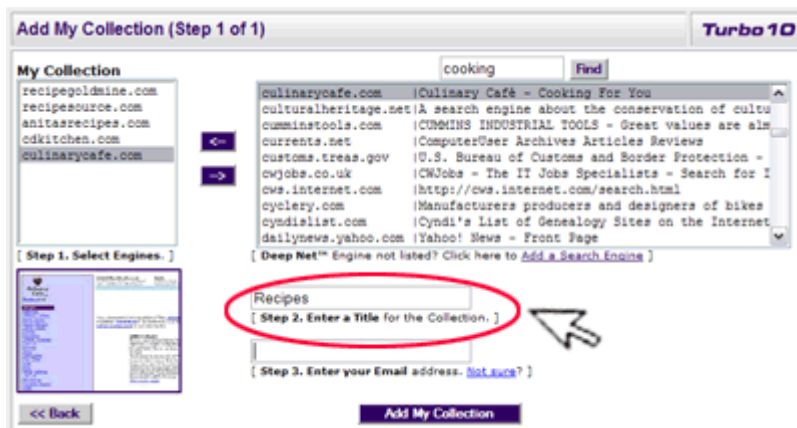 Add My Collection (Step 1 of 1)
Turbo10
My Collection
recipegoldmine.com
recipesource.com
anitasrecipes.com
cdkitchen.com
culinarycafe.com
<-
->
cooking
Find
culinarycafe.com |Culinary Café - Cooking For You
culturalheritage.net|A search engine about the conservation of cultu
cumminstools.com |CUMMINS INDUSTRIAL TOOLS - Great values are alm
currents.net |ComputerUser Archives Articles Reviews
customs.treas.gov |U.S. Bureau of Customs and Border Protection -
cwjobs.co.uk |CWJobs - The IT Jobs Specialists - Search for I
cws.internet.com |http://cws.internet.com/search.html
cyclery.com |Manufacturers producers and designers of bikes
cyndislist.com |Cyndi's List of Genealogy Sites on the Internet
dailynews.yahoo.com |Yahoo! News - Front Page
[ Step 1. Select Engines. ]
[ Deep Net™ Engine not listed? Click here to Add a Search Engine ]
Recipes
[ Step 2. Enter a Title for the Collection. ]
[ Step 3. Enter your Email address. Not sure? ]
<< Back
Add My Collection